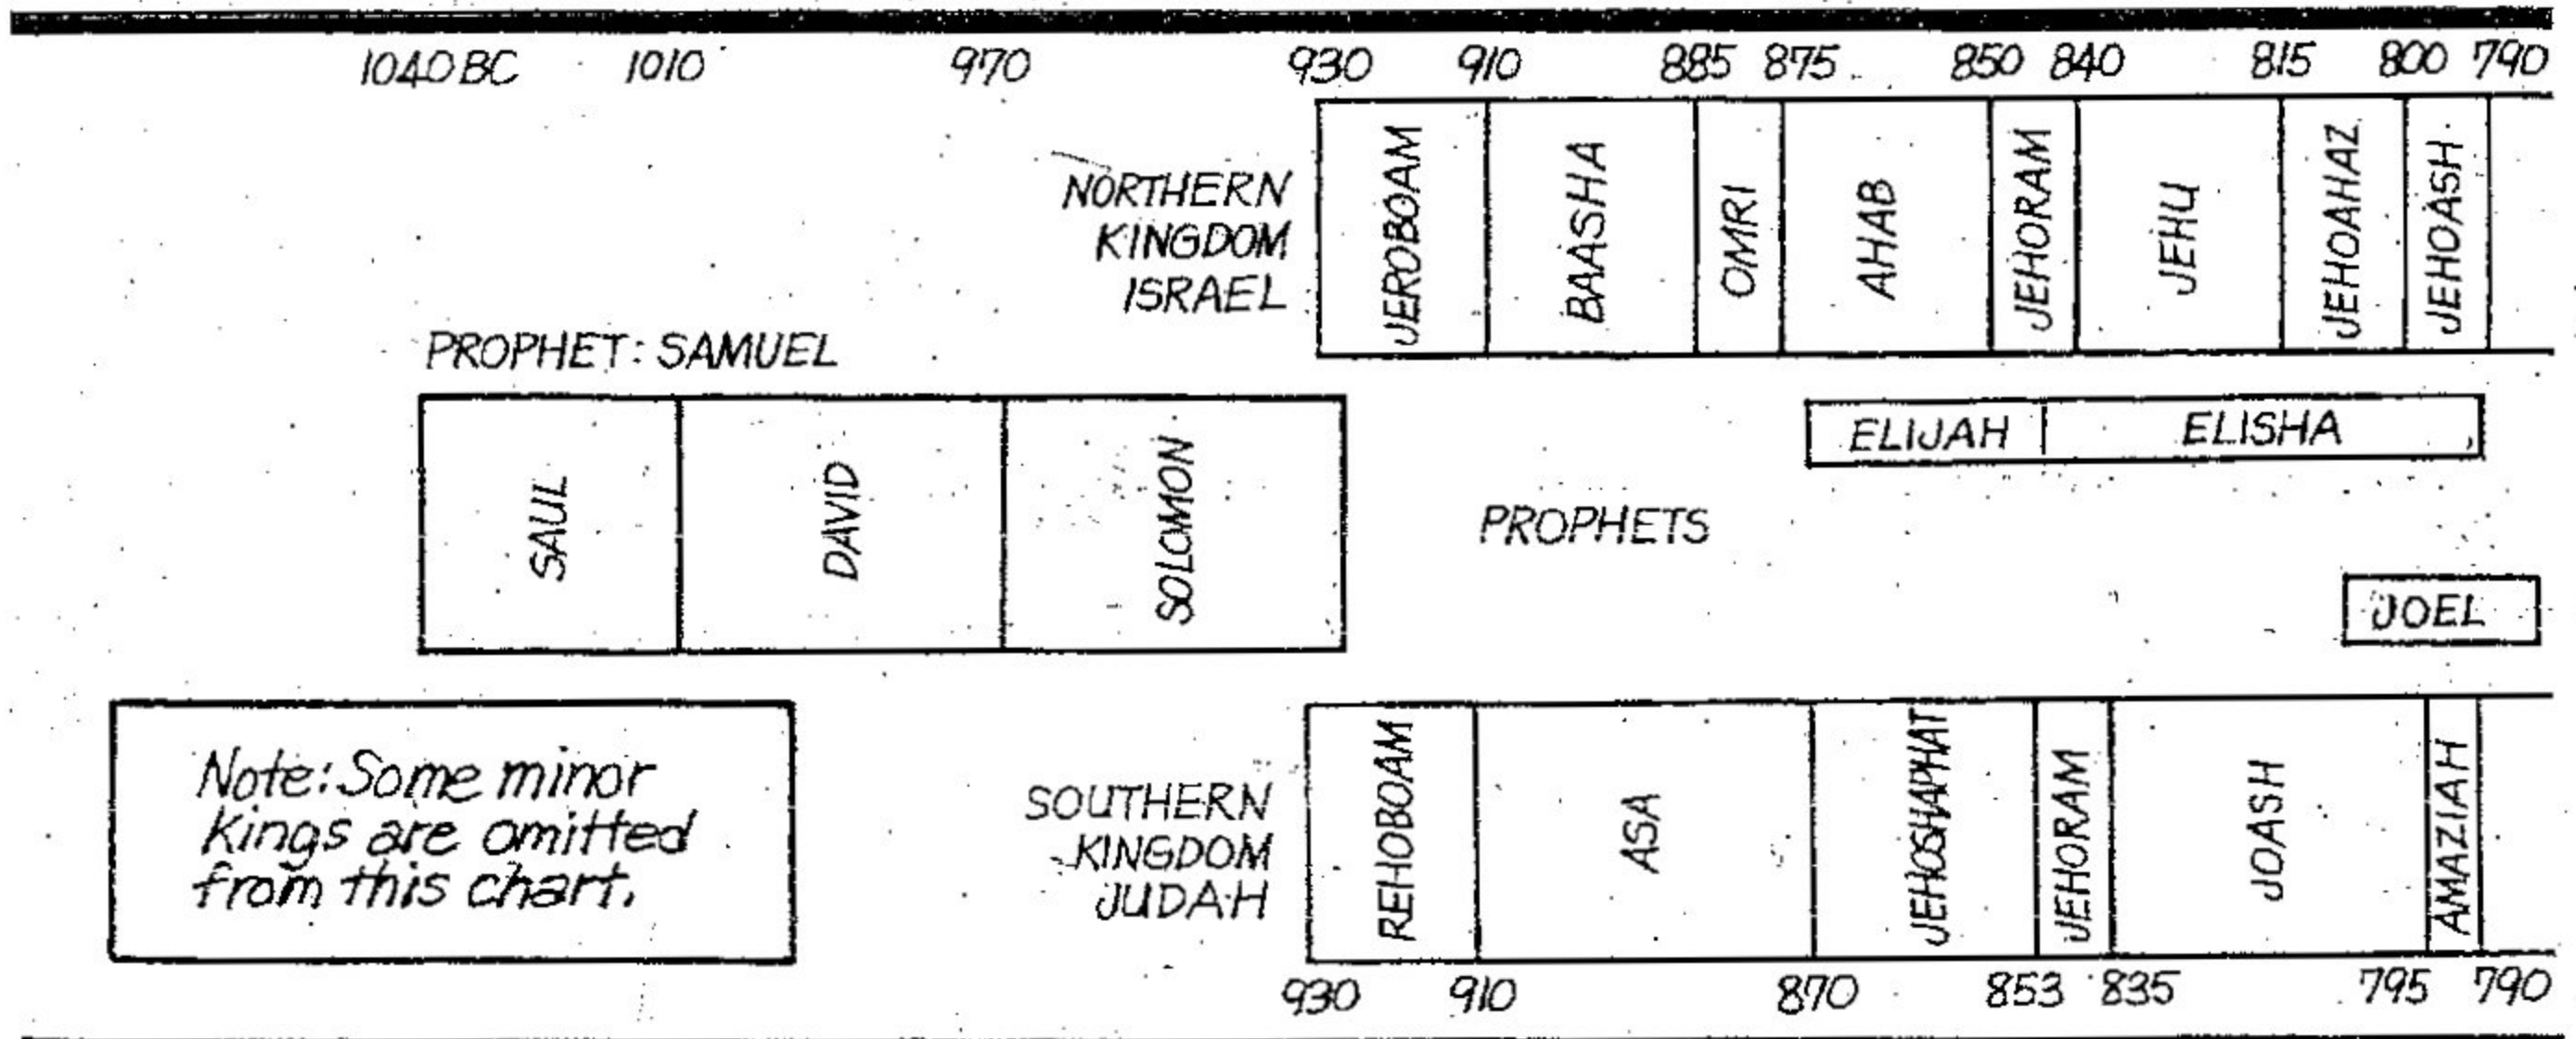 1040 BC 1010 970 930 910 885 875 850 840 815 800 790
NORTHERN
KINGDOM
ISRAEL
JEROBOAM
BAASHA
OMRI
AHAB
JEHORAM
JEHU
JEHOAHAZ
JEHOASH
PROPHET: SAMUEL
SAUL
DAVID
SOLOMON
ELIJAH
ELISHA
PROPHETS
JOEL
Note: Some minor
kings are omitted
from this chart.
SOUTHERN
KINGDOM
JUDAH
REHOBOAM
ASA
JEHOSHAPHAT
JEHORAM
JOASH
AMAZIAH
930 910 870 853 835 795 790